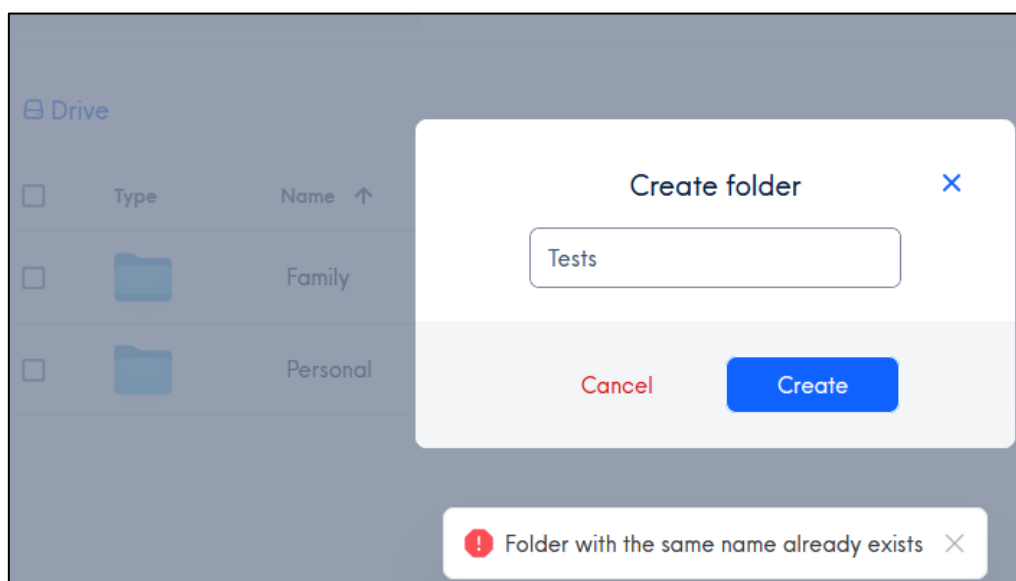 Drive
Type Name
Family
Personal
Create folder
Tests
Cancel Create
Folder with the same name already exists